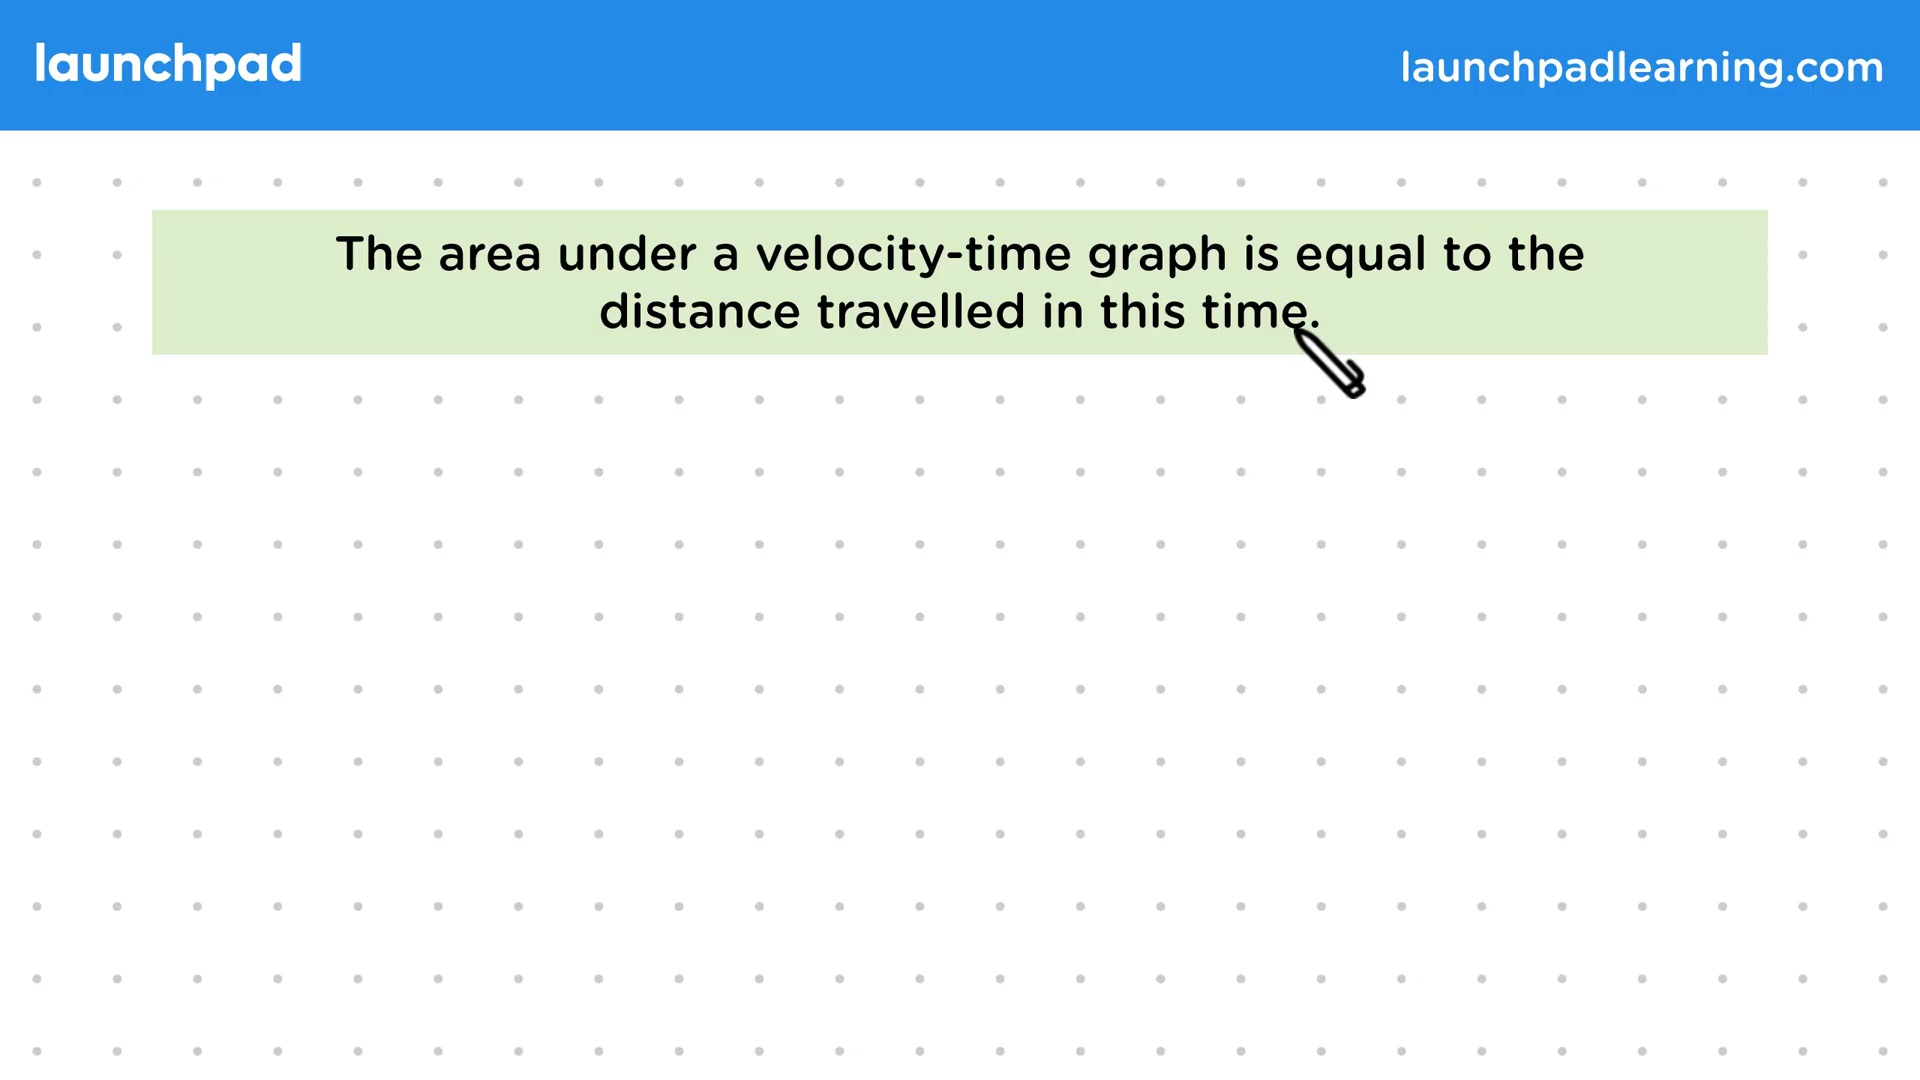 launchpad
launchpadlearning.com
The area under a velocity-time graph is equal to the
distance travelled in this time.